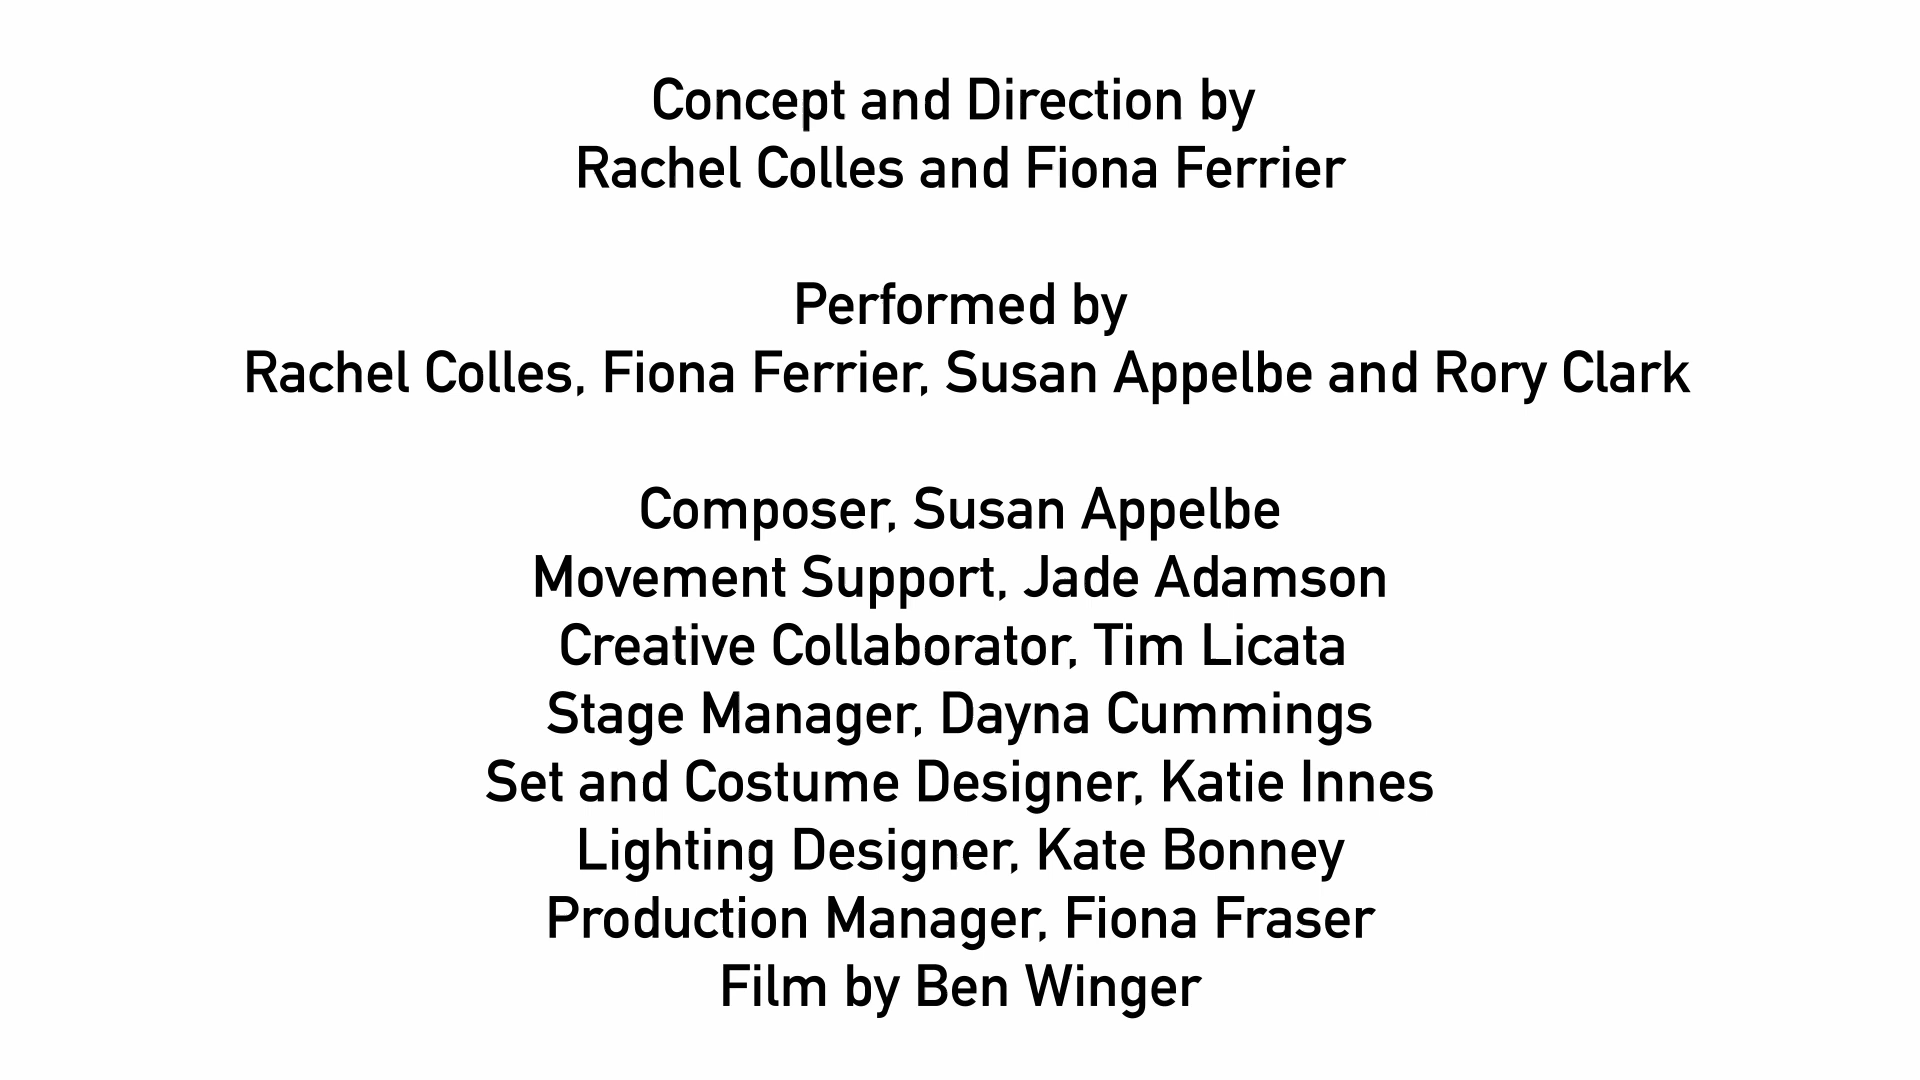 Concept and Direction by
Rachel Colles and Fiona Ferrier
Performed by
Rachel Colles, Fiona Ferrier, Susan Appelbe and Rory Clark
Composer, Susan Appelbe
Movement Support, Jade Adamson
Creative Collaborator, Tim Licata
Stage Manager, Dayna Cummings
Set and Costume Designer, Katie Innes
Lighting Designer, Kate Bonney
Production Manager, Fiona Fraser
Film by Ben Winger